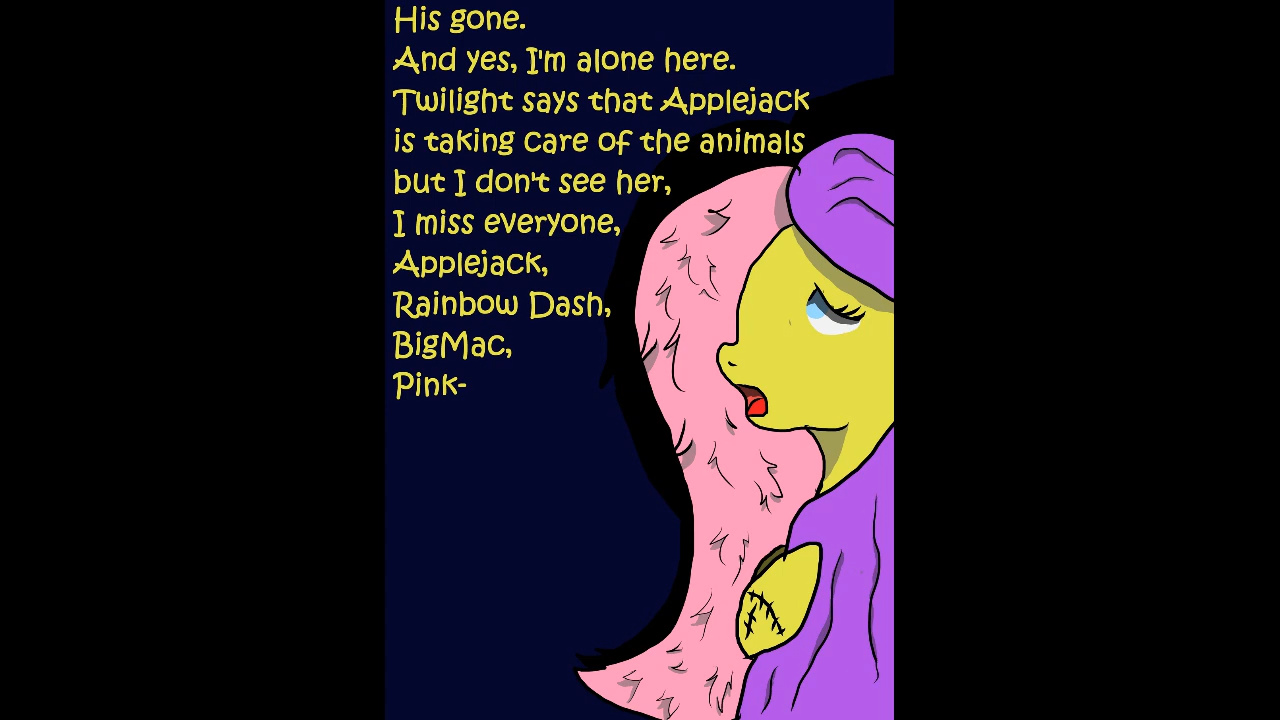 His gone.
And yes, I'm alone here.
Twilight says that Applejack
is taking care of the animals
but I don't see her,
I miss everyone,
Applejack,
Rainbow Dash,
BigMac,
Pink-